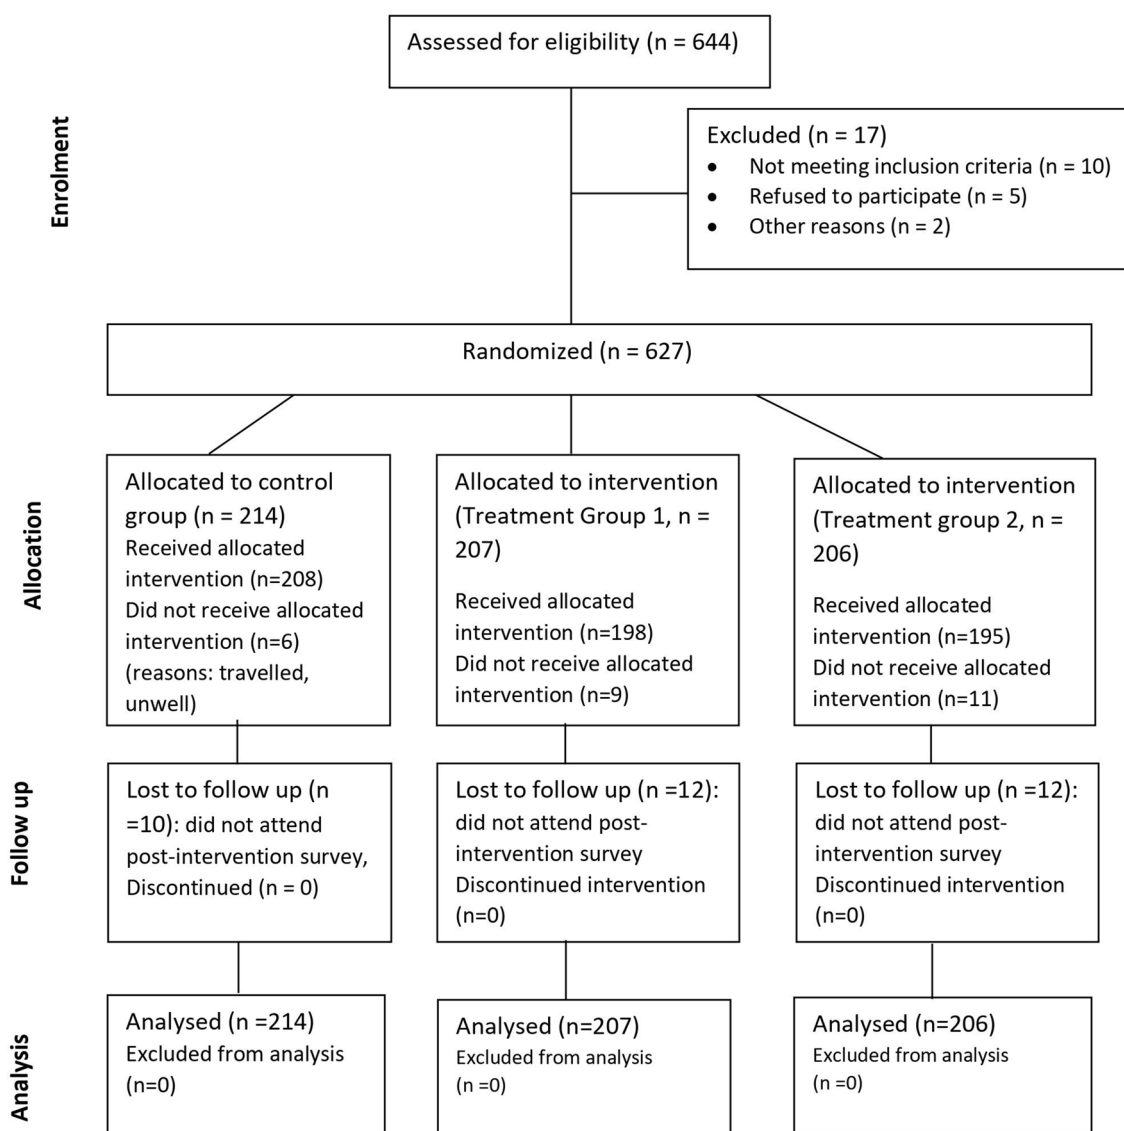 Assessed for eligibility (n = 644)
Enrolment
Excluded (n = 17)
• Not meeting inclusion criteria (n = 10)
• Refused to participate (n = 5)
• Other reasons (n = 2)
Randomized (n = 627)
Allocation
Allocated to control
group (n = 214)
Received allocated
intervention (n=208)
Did not receive allocated
intervention (n=6)
(reasons: travelled,
unwell)
Allocated to intervention
(Treatment Group 1, n =
207)
Received allocated
intervention (n=198)
Did not receive allocated
intervention (n=9)
Allocated to intervention
(Treatment group 2, n =
206)
Received allocated
intervention (n=195)
Did not receive allocated
intervention (n=11)
Follow up
Lost to follow up (n
=10): did not attend
post-intervention survey,
Discontinued (n = 0)
Lost to follow up (n =12):
did not attend post-
intervention survey
Discontinued intervention
(n=0)
Lost to follow up (n =12):
did not attend post-
intervention survey
Discontinued intervention
(n=0)
Analysis
Analysed (n =214)
Excluded from analysis
(n=0)
Analysed (n=207)
Excluded from analysis
(n =0)
Analysed (n=206)
Excluded from analysis
(n =0)